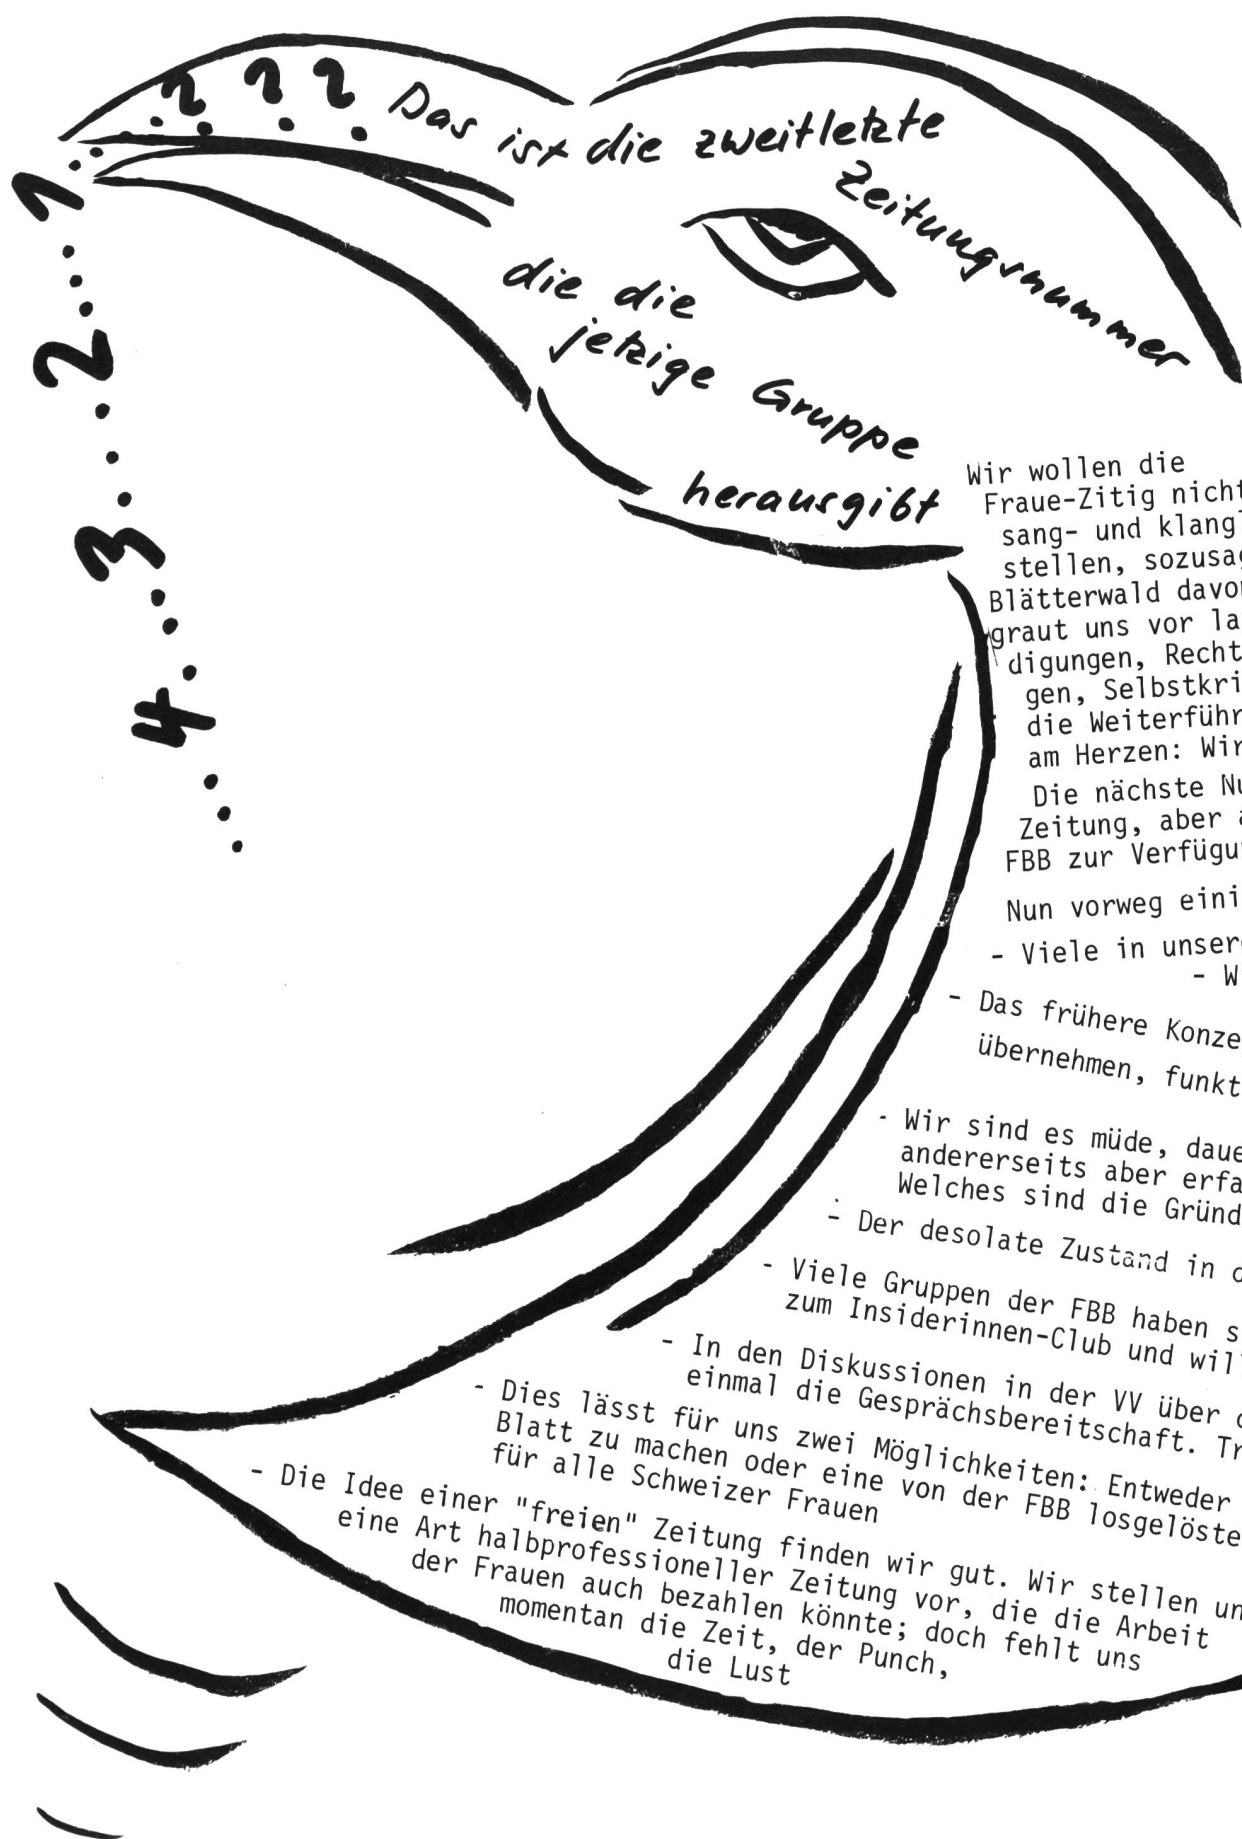 ? ? ? Das ist die zweitletzte
Zeitungsnummer
die die
jetzige Gruppe
herausgibt
1.
2.
3.
4.
Wir wollen die
Fraue-Zitig nicht
sang- und klang
stellen, sozusag
Blätterwald davo
graut uns vor la
digungen, Recht
gen, Selbstkri
die Weiterführ
am Herzen: Wir
Die nächste Nu
Zeitung, aber a
FBB zur Verfügu
Nun vorweg eini
- Viele in unser
- W
- Das frühere Konze
übernehmen, funkt
- Wir sind es müde, daue
andererseits aber erfa
Welches sind die Gründ
- Der desolate Zustand in d
- Viele Gruppen der FBB haben s
zum Insiderinnen-Club und wil
- In den Diskussionen in der VV über d
einmal die Gesprächsbereitschaft. Tr
- Dies lässt für uns zwei Möglichkeiten: Entweder
Blatt zu machen oder eine von der FBB losgelöste
für alle Schweizer Frauen
- Die Idee einer "freien" Zeitung finden wir gut. Wir stellen un
eine Art halbprofessioneller Zeitung vor, die die Arbeit
der Frauen auch bezahlen könnte; doch fehlt uns
momentan die Zeit, der Punch,
die Lust